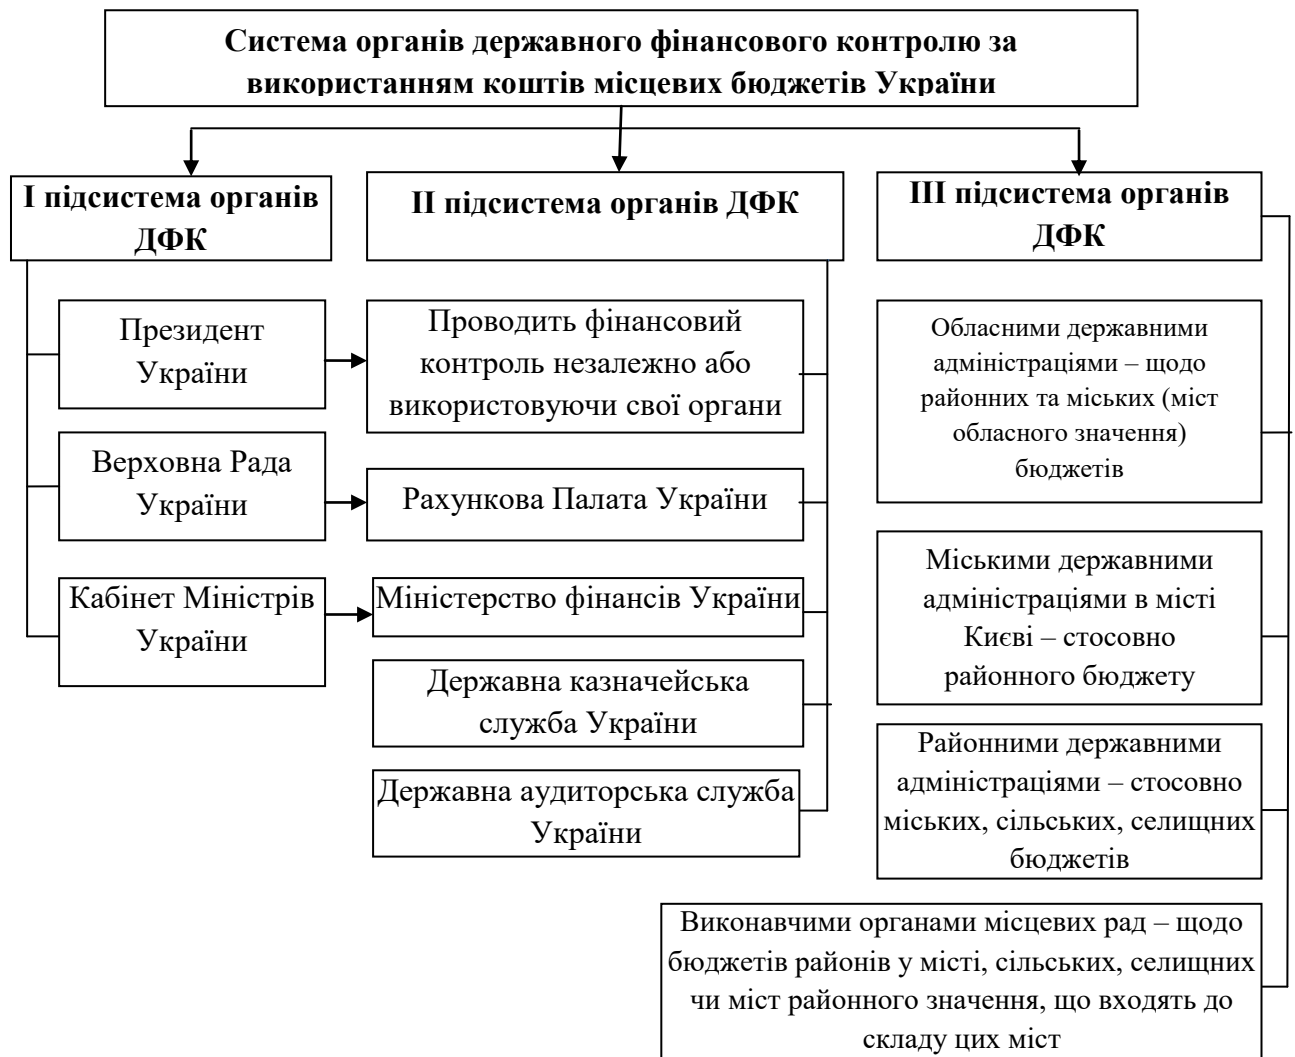 Система органів державного фінансового контролю за
використанням коштів місцевих бюджетів України
І підсистема органів
ДФК
ІІ підсистема органів ДФК
ІІІ підсистема органів
ДФК
Президент
України
Проводить фінансовий
контроль незалежно або
використовуючи свої органи
Обласними державними
адміністраціями – щодо
районних та міських (міст
обласного значення)
бюджетів
Верховна Рада
України
Рахункова Палата України
Кабінет Міністрів
України
Міністерство фінансів України
Міськими державними
адміністраціями в місті
Києві – стосовно
районного бюджету
Державна казначейська
служба України
Державна аудиторська служба
України
Районними державними
адміністраціями – стосовно
міських, сільських, селищних
бюджетів
Виконавчими органами місцевих рад – щодо
бюджетів районів у місті, сільських, селищних
чи міст районного значення, що входять до
складу цих міст